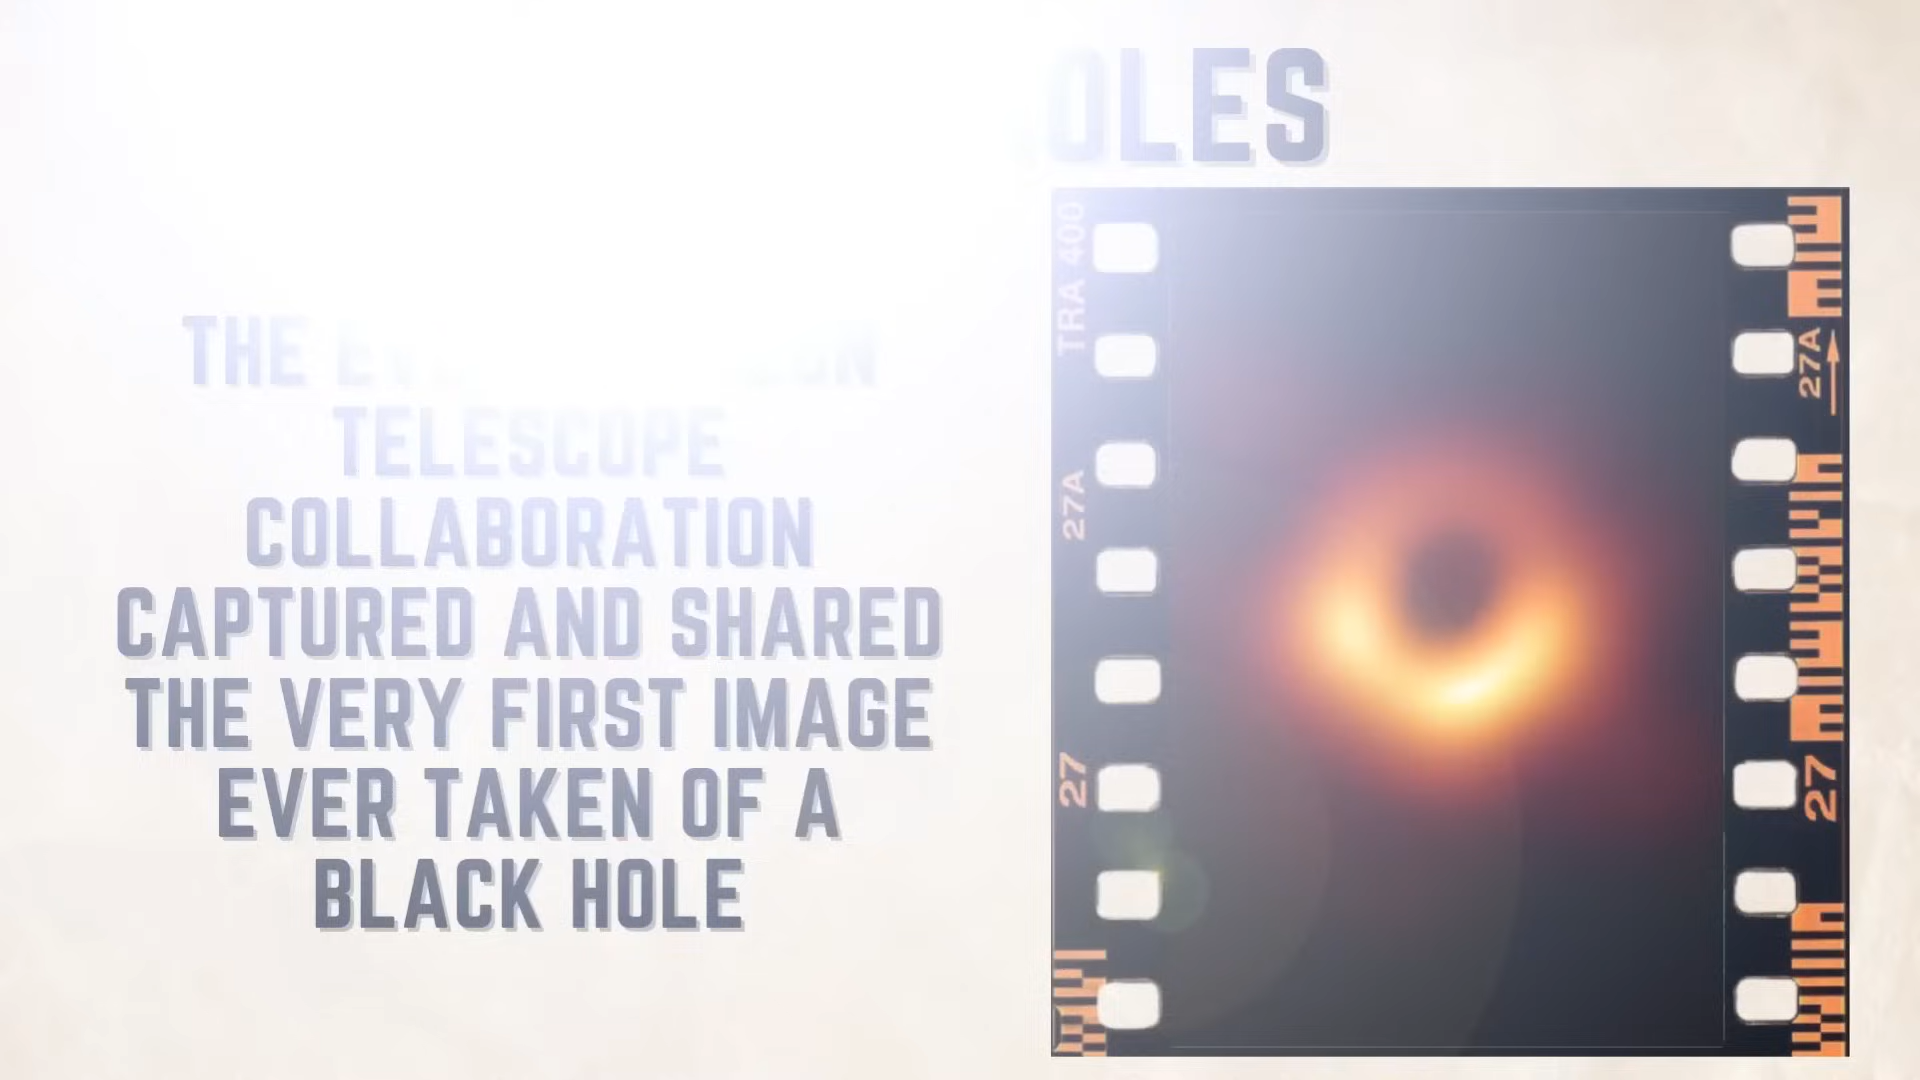 THE
TELESCOPE
COLLABORATION
CAPTURED AND SHARED
THE VERY FIRST IMAGE
EVER TAKEN OF A
BLACK HOLE
TRA 400
27A
27
27A
27